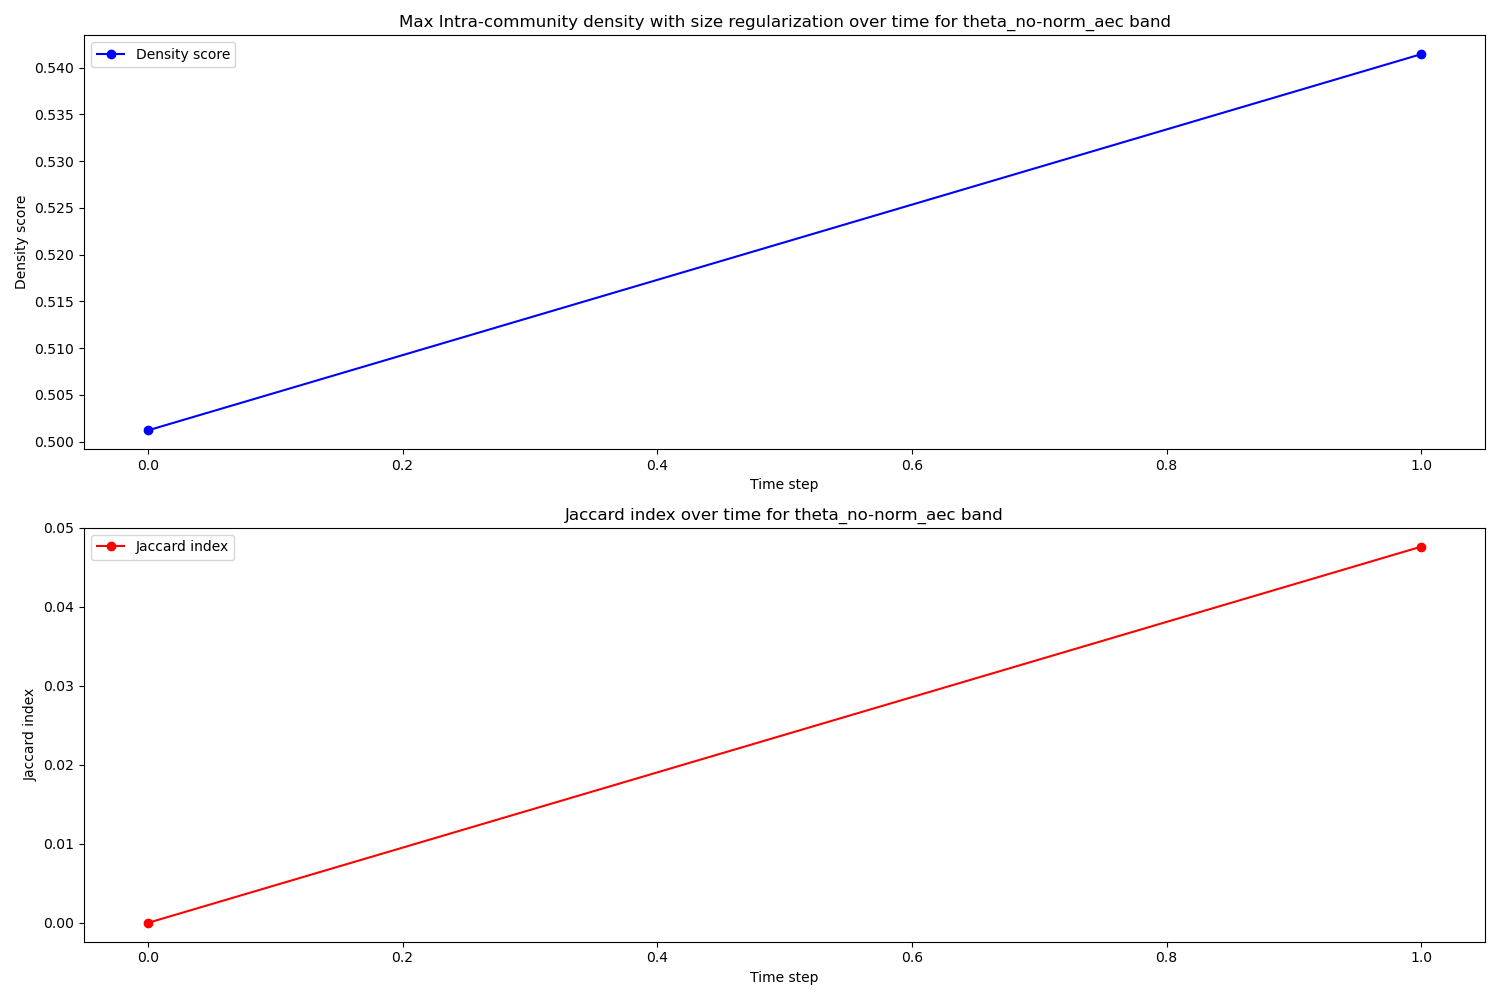 Max Intra-community density with size regularization over time for theta_no-norm_aec band
Density score
0.540
0.535
0.530
0.525
0.520
0.515
0.510
0.505
0.500
Density score
0.0 0.2 0.4 0.6 0.8 1.0
Time step
Jaccard index over time for theta_no-norm_aec band
Jaccard index
0.05
0.04
0.03
0.02
0.01
0.00
Jaccard index
0.0 0.2 0.4 0.6 0.8 1.0
Time step